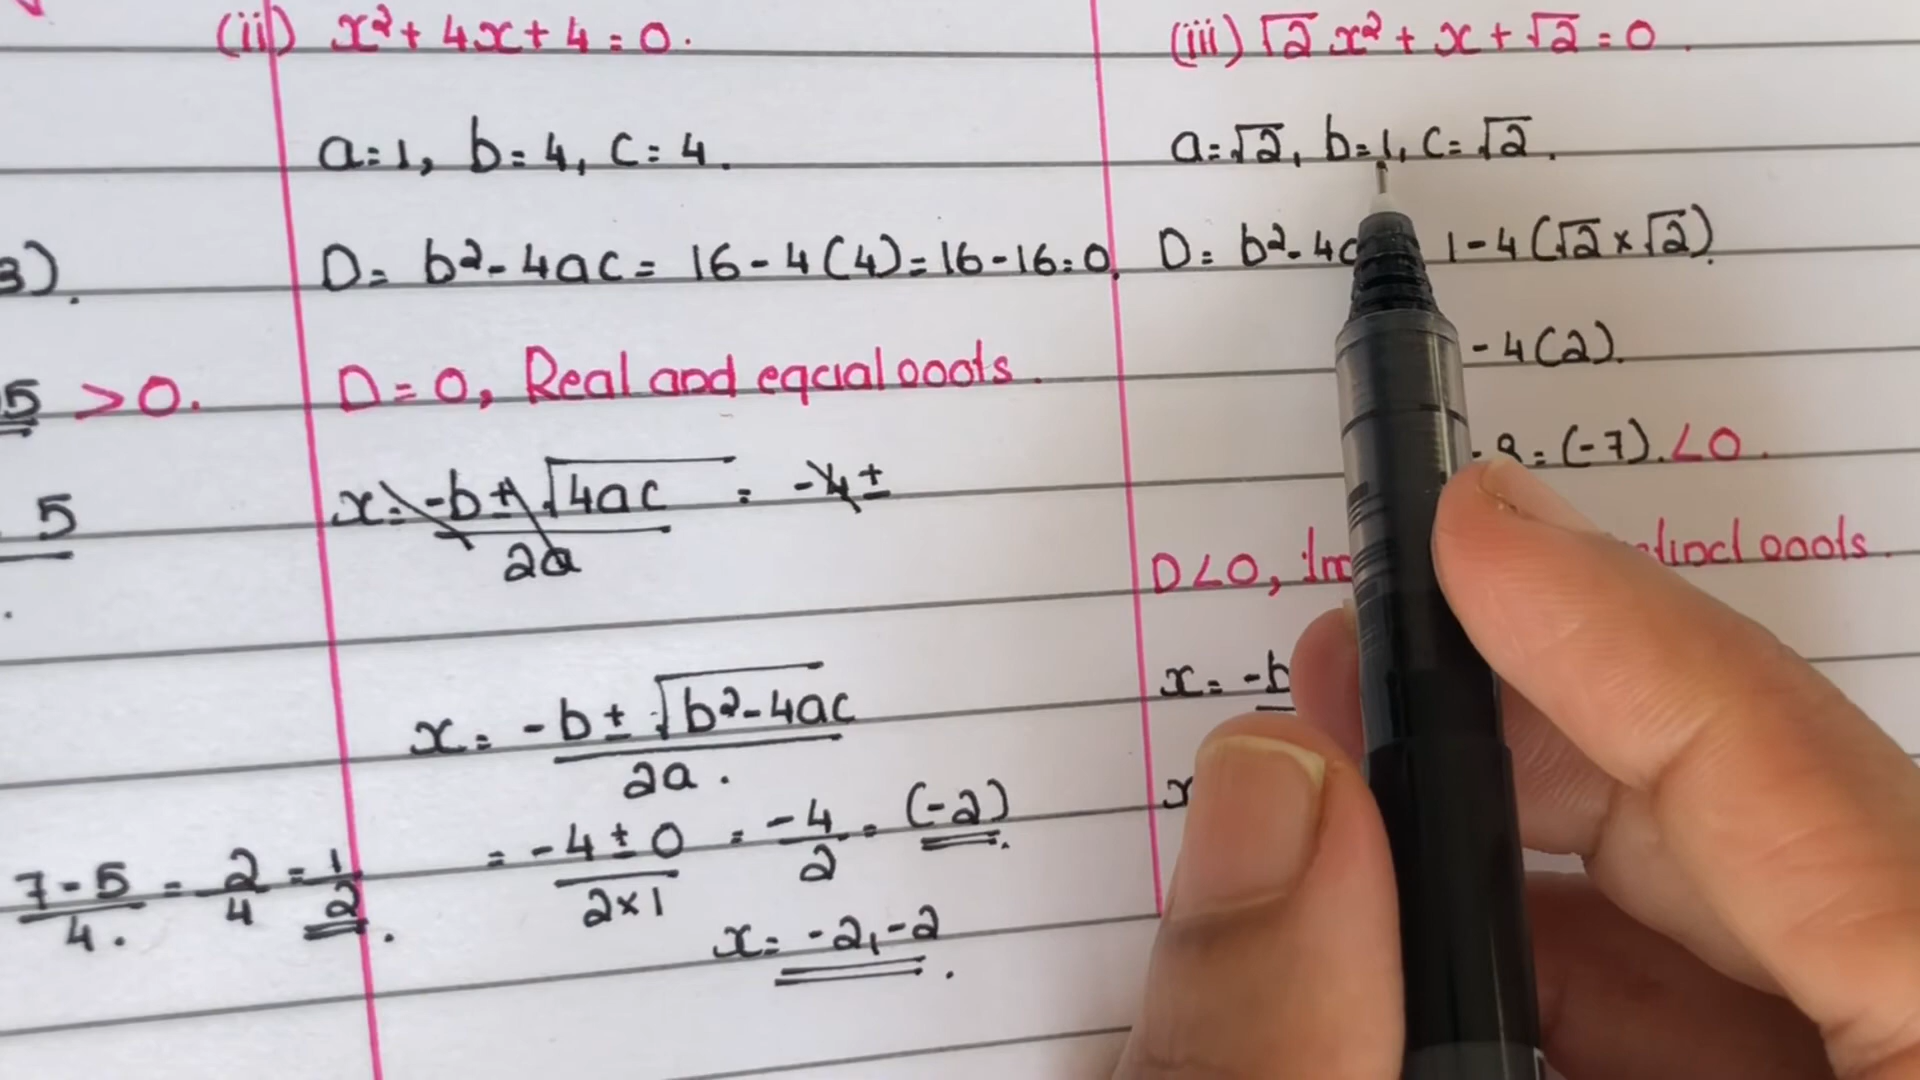 3).
5 > 0.
5
7-5/4 = 2/4 = 1/2.
(ii) x² + 4x + 4 = 0.
a=1, b=4, c=4.
D= b²-4ac = 16-4(4)=16-16=0.
D=0, Real and equal roots.
x= -b±√4ac/2a = -4±
x= -b±√b²-4ac/2a.
= -4±0/2×1 = -4/2 = (-2).
x= -2,-2.
(iii) √2x² + x + √2 = 0.
a=√2, b=1, c=√2.
D= b²-4 1-4(√2×√2).
-4(2).
-8=(-7).<0.
D<0, roots.
x= -b
x